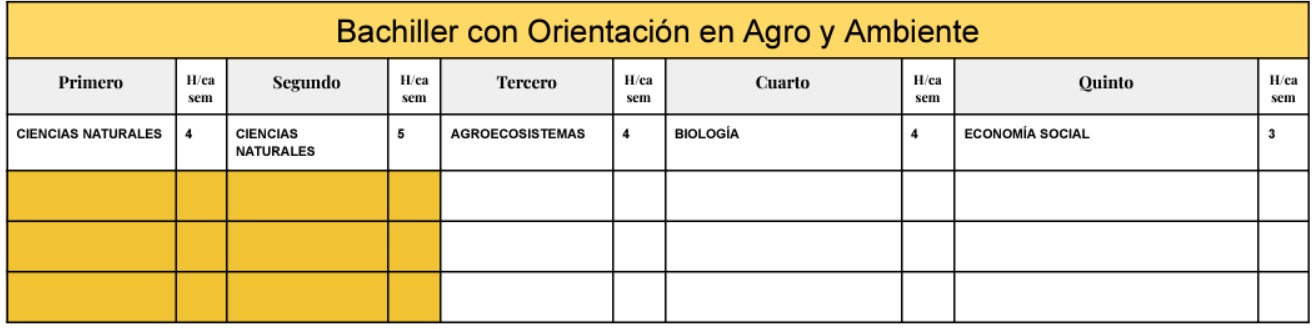 Bachiller con Orientación en Agro y Ambiente
Primero H/ca sem Segundo H/ca sem Tercero H/ca sem Cuarto H/ca sem Quinto H/ca sem
CIENCIAS NATURALES 4 CIENCIAS NATURALES 5 AGROECOSISTEMAS 4 BIOLOGÍA 4 ECONOMÍA SOCIAL 3